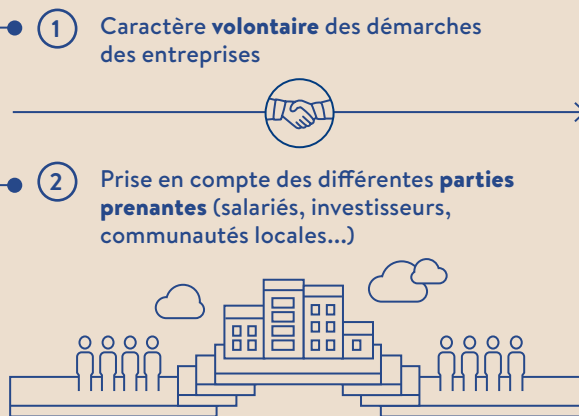 1 Caractère volontaire des démarches
des entreprises
2 Prise en compte des différentes parties
prenantes (salariés, investisseurs,
communautés locales...)